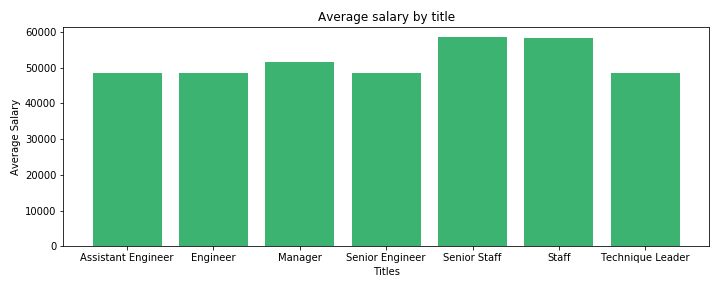 Average salary by title
60000
50000
40000
30000
20000
10000
0
Average Salary
Assistant Engineer Engineer Manager Senior Engineer Senior Staff Staff Technique Leader
Titles